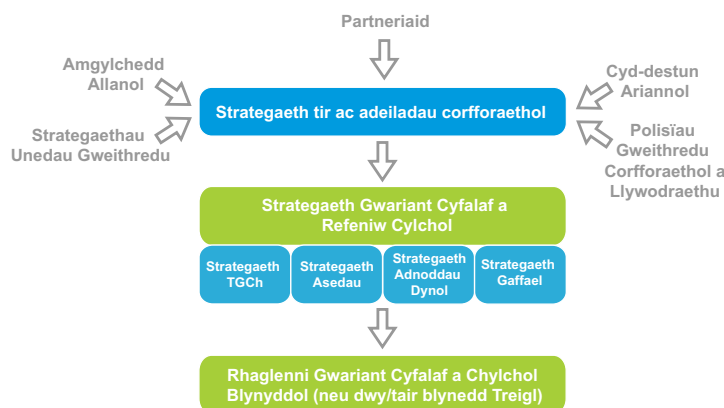 Partneriaid
Amgylchedd
Allanol
Cyd-destun
Ariannol
Strategaeth tir ac adeiladau corfforaethol
Strategaethau
Unedau Gweithredu
Polisïau
Gweithredu
Corfforaethol a
Llywodraethu
Strategaeth Gwariant Cyfalaf a
Refeniw Cylchol
Strategaeth
TGCh
Strategaeth
Asedau
Strategaeth
Adnoddau
Dynol
Strategaeth
Gaffael
Rhaglenni Gwariant Cyfalaf a Chylchol
Blynyddol (neu dwy/tair blynedd Treigl)